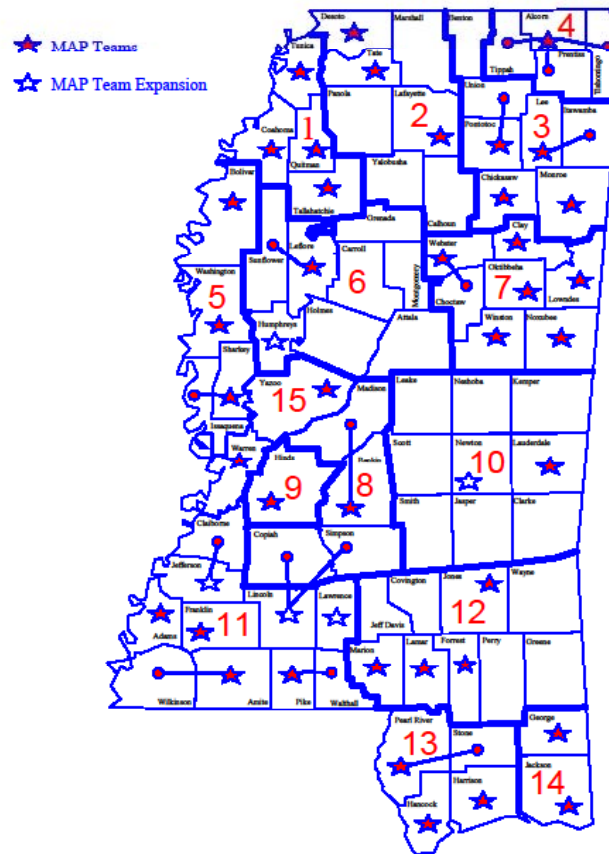 MAP Teams
MAP Team Expansion
Desoto
Marshall
Benton
Alcorn
4
Tunica
Tate
Tippah
Prentiss
Tishomingo
Panola
Lafayette
Union
Lee
Itawamba
1
2
3
Coahoma
Quitman
Pontotoc
Yalobusha
Chickasaw
Monroe
Bolivar
Tallahatchie
Grenada
Calhoun
Clay
Sunflower
Leflore
Carroll
Webster
Oktibbeha
Washington
6
Montgomery
7
5
Choctaw
Lowndes
Humphreys
Holmes
Attala
Winston
Noxubee
Sharkey
Yazoo
Madison
Leake
Neshoba
Kemper
15
Issaquena
Warren
Hinds
Rankin
Scott
Newton
Lauderdale
10
9
8
Smith
Jasper
Clarke
Claiborne
Copiah
Simpson
Jefferson
Lincoln
Lawrence
Covington
Jones
Wayne
Franklin
11
12
Adams
Jeff Davis
Marion
Lamar
Forrest
Perry
Greene
Wilkinson
Amite
Pike
Walthall
Pearl River
Stone
George
13
Jackson
Harrison
14
Hancock